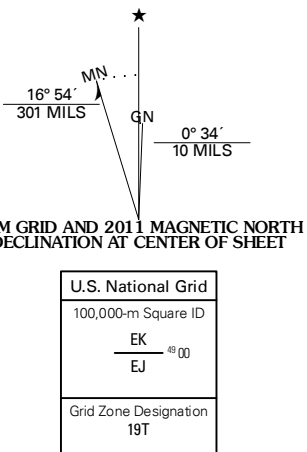 ★
MN
16° 54´
301 MILS
GN
0° 34´
10 MILS
M GRID AND 2011 MAGNETIC NORTH
DECLINATION AT CENTER OF SHEET
U.S. National Grid
100,000-m Square ID
EK
49 00
EJ
Grid Zone Designation
19T